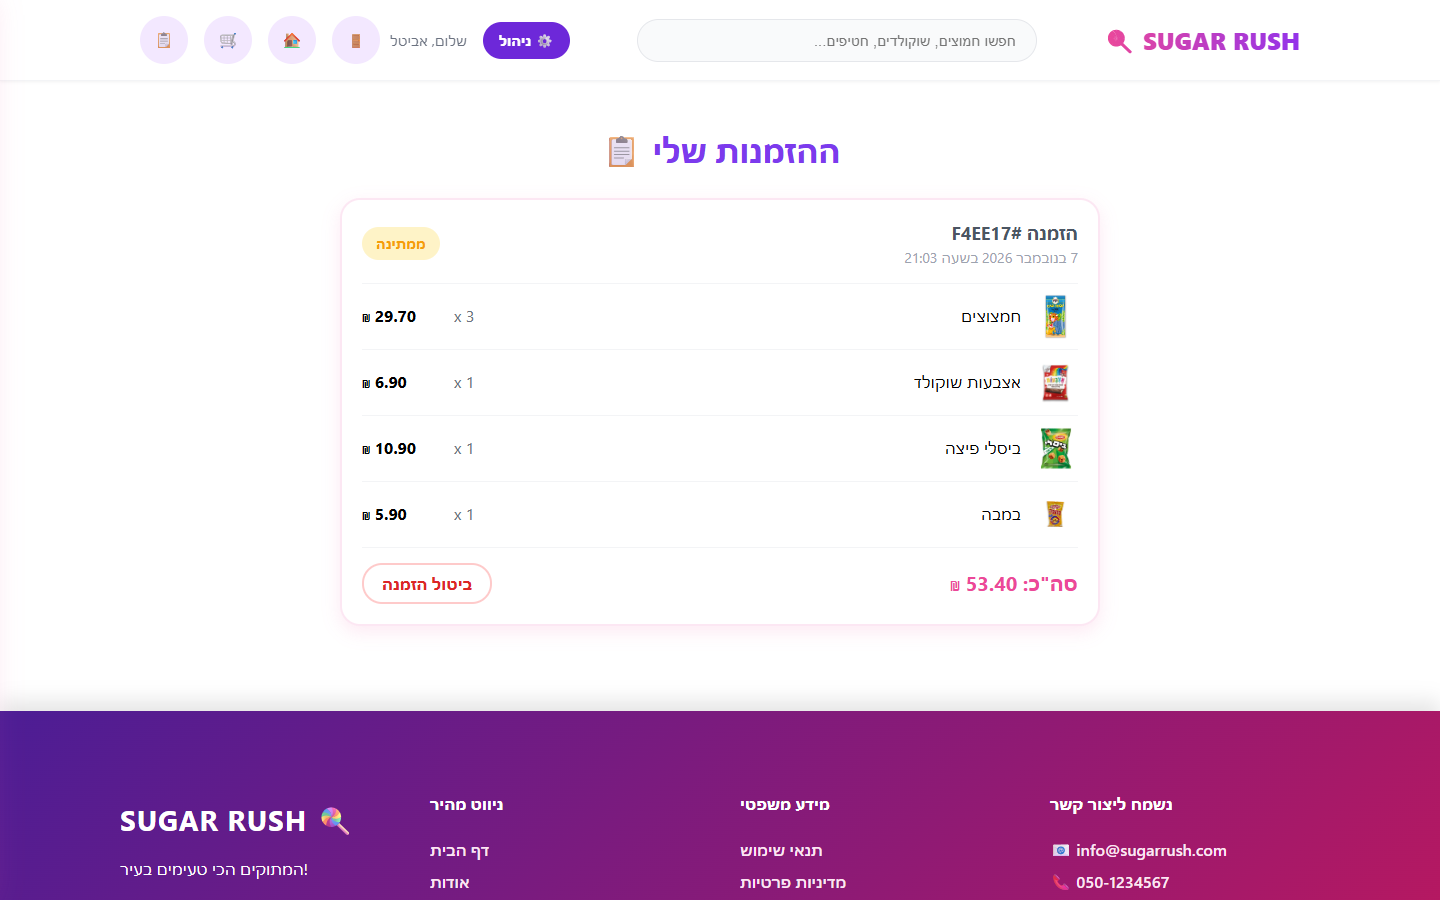 SUGAR RUSH
חפשו חמוצים, שוקולדים, חטיפים...
ניהול
שלום, אביטל
ההזמנות שלי
הזמנה #F4EE17
7 בנובמבר 2026 בשעה 21:03
ממתינה
חמצוצים
x 3
29.70 ₪
אצבעות שוקולד
x 1
6.90 ₪
ביסלי פיצה
x 1
10.90 ₪
במבה
x 1
5.90 ₪
סה"כ: 53.40 ₪
ביטול הזמנה
נשמח ליצור קשר
info@sugarrush.com
050-1234567
מידע משפטי
תנאי שימוש
מדיניות פרטיות
ניווט מהיר
דף הבית
אודות
SUGAR RUSH
המתוקים הכי טעימים בעיר!